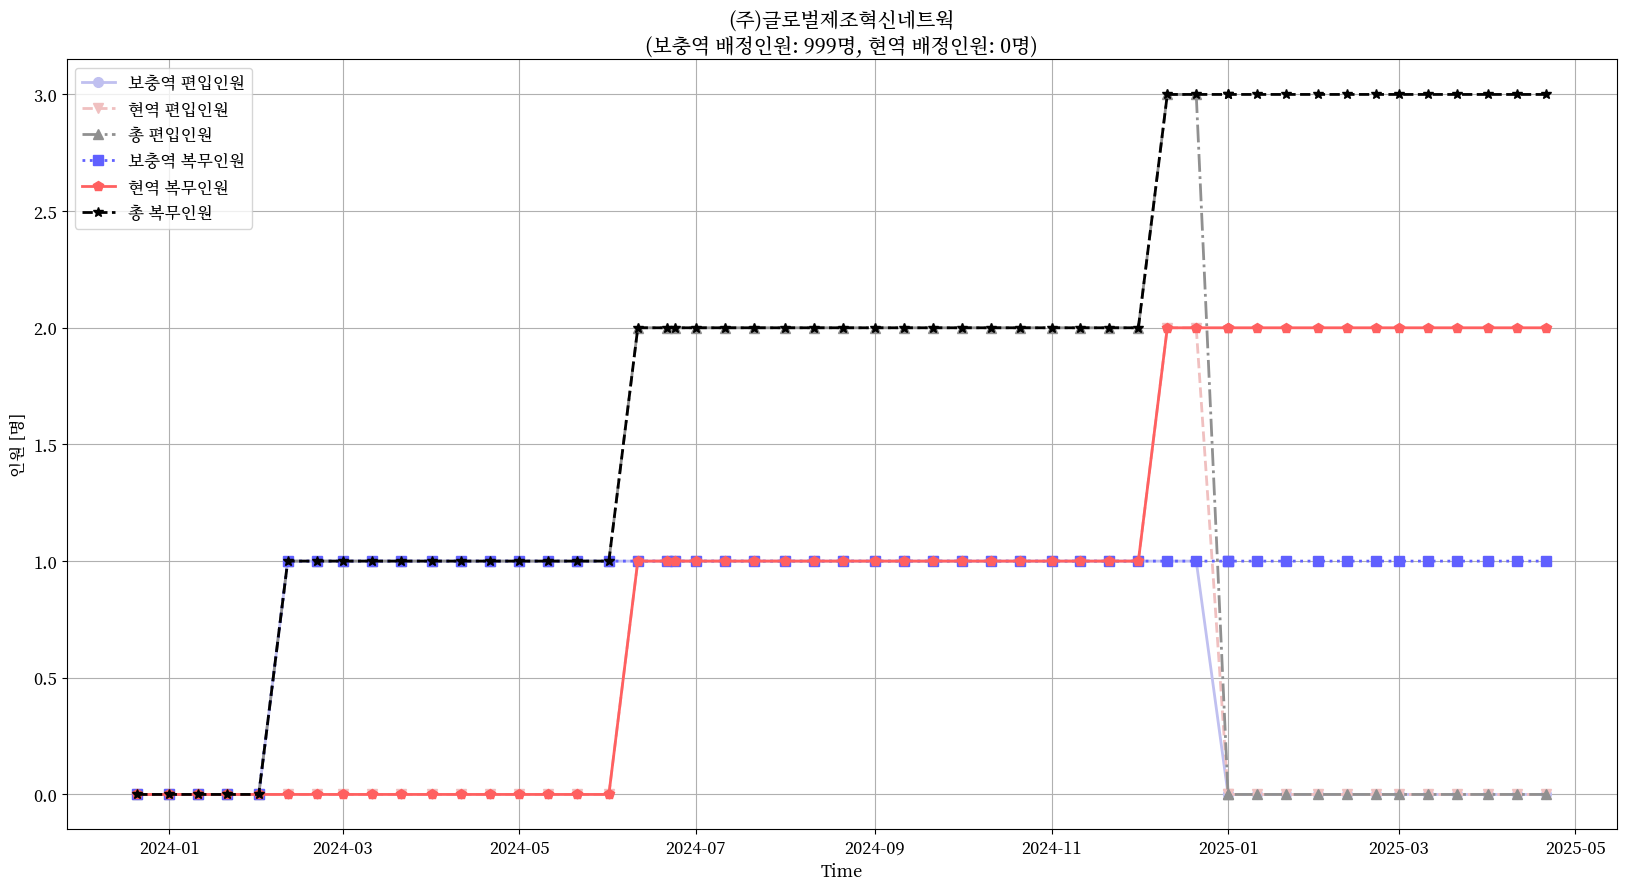 (주)글로벌제조혁신네트웍
(보충역 배정인원: 999명, 현역 배정인원: 0명)
보충역 편입인원
현역 편입인원
총 편입인원
보충역 복무인원
현역 복무인원
총 복무인원
3.0
2.5
2.0
1.5
1.0
0.5
0.0
인원 [명]
2024-01 2024-03 2024-05 2024-07 2024-09 2024-11 2025-01 2025-03 2025-05
Time